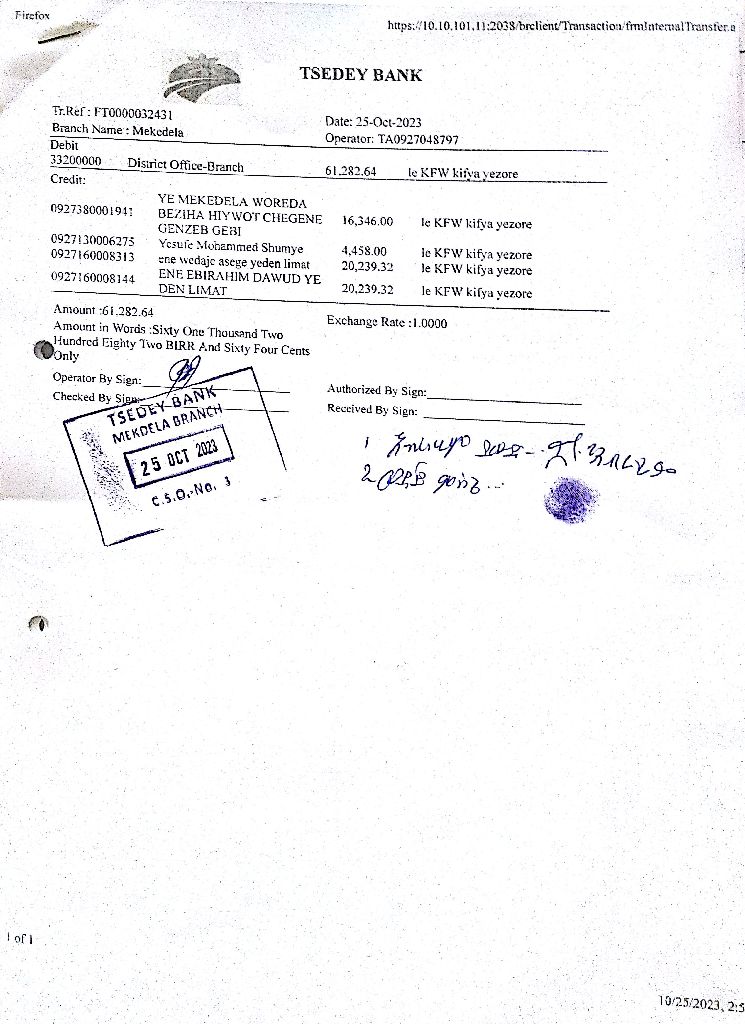 Firefox
https://10.10.101.11:2038/brclient/Transaction/frmInternalTransfer.a
TSEDEY BANK
Tr.Ref : FT0000032431
Date: 25-Oct-2023
Branch Name : Mekedela
Operator: TA0927048797
Debit
33200000 District Office-Branch 61,282.64 le KFW kifya yezore
Credit:
0927380001941 YE MEKEDELA WOREDA
BEZIHA HIYWOT CHEGENE 16,346.00 le KFW kifya yezore
GENZEB GEBI
0927130006275 Yesufe Mohammed Shumye 4,458.00 le KFW kifya yezore
0927160008313 ene wedaje asege yeden limat 20,239.32 le KFW kifya yezore
0927160008144 ENE EBIRAHIM DAWUD YE 20,239.32 le KFW kifya yezore
DEN LIMAT
Amount :61.282.64
Exchange Rate :1.0000
Amount in Words :Sixty One Thousand Two
Hundred Eighty Two BIRR And Sixty Four Cents
Only
Operator By Sign:
Authorized By Sign:
Checked By Sign:
Received By Sign:
TSEDEY BANK
MEKDELA BRANCH
25 OCT 2023
C.S.O.-No. 3
1
2
1 of 1
10/25/2023, 2:5